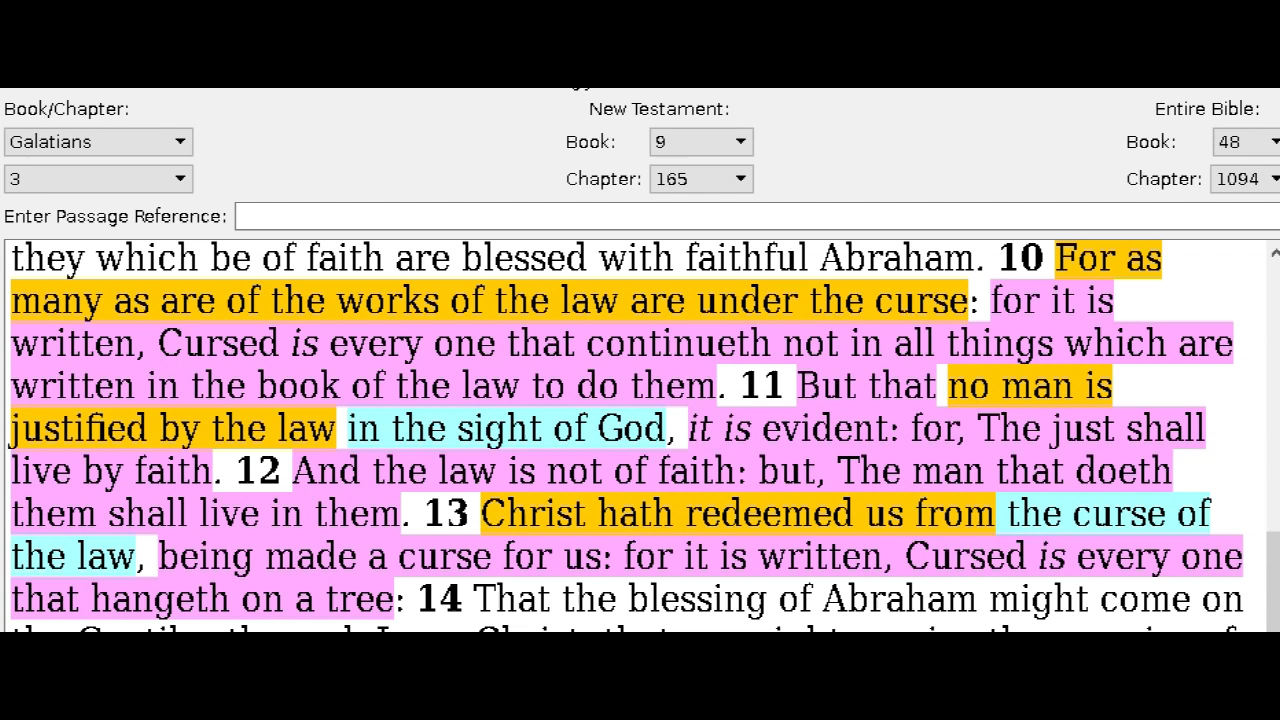 Book/Chapter: New Testament: Entire Bible:
Galatians Book: 9 Book: 48
3 Chapter: 165 Chapter: 1094
Enter Passage Reference:
they which be of faith are blessed with faithful Abraham. 10 For as
many as are of the works of the law are under the curse: for it is
written, Cursed is every one that continueth not in all things which are
written in the book of the law to do them. 11 But that no man is
justified by the law in the sight of God, it is evident: for, The just shall
live by faith. 12 And the law is not of faith: but, The man that doeth
them shall live in them. 13 Christ hath redeemed us from the curse of
the law, being made a curse for us: for it is written, Cursed is every one
that hangeth on a tree: 14 That the blessing of Abraham might come on